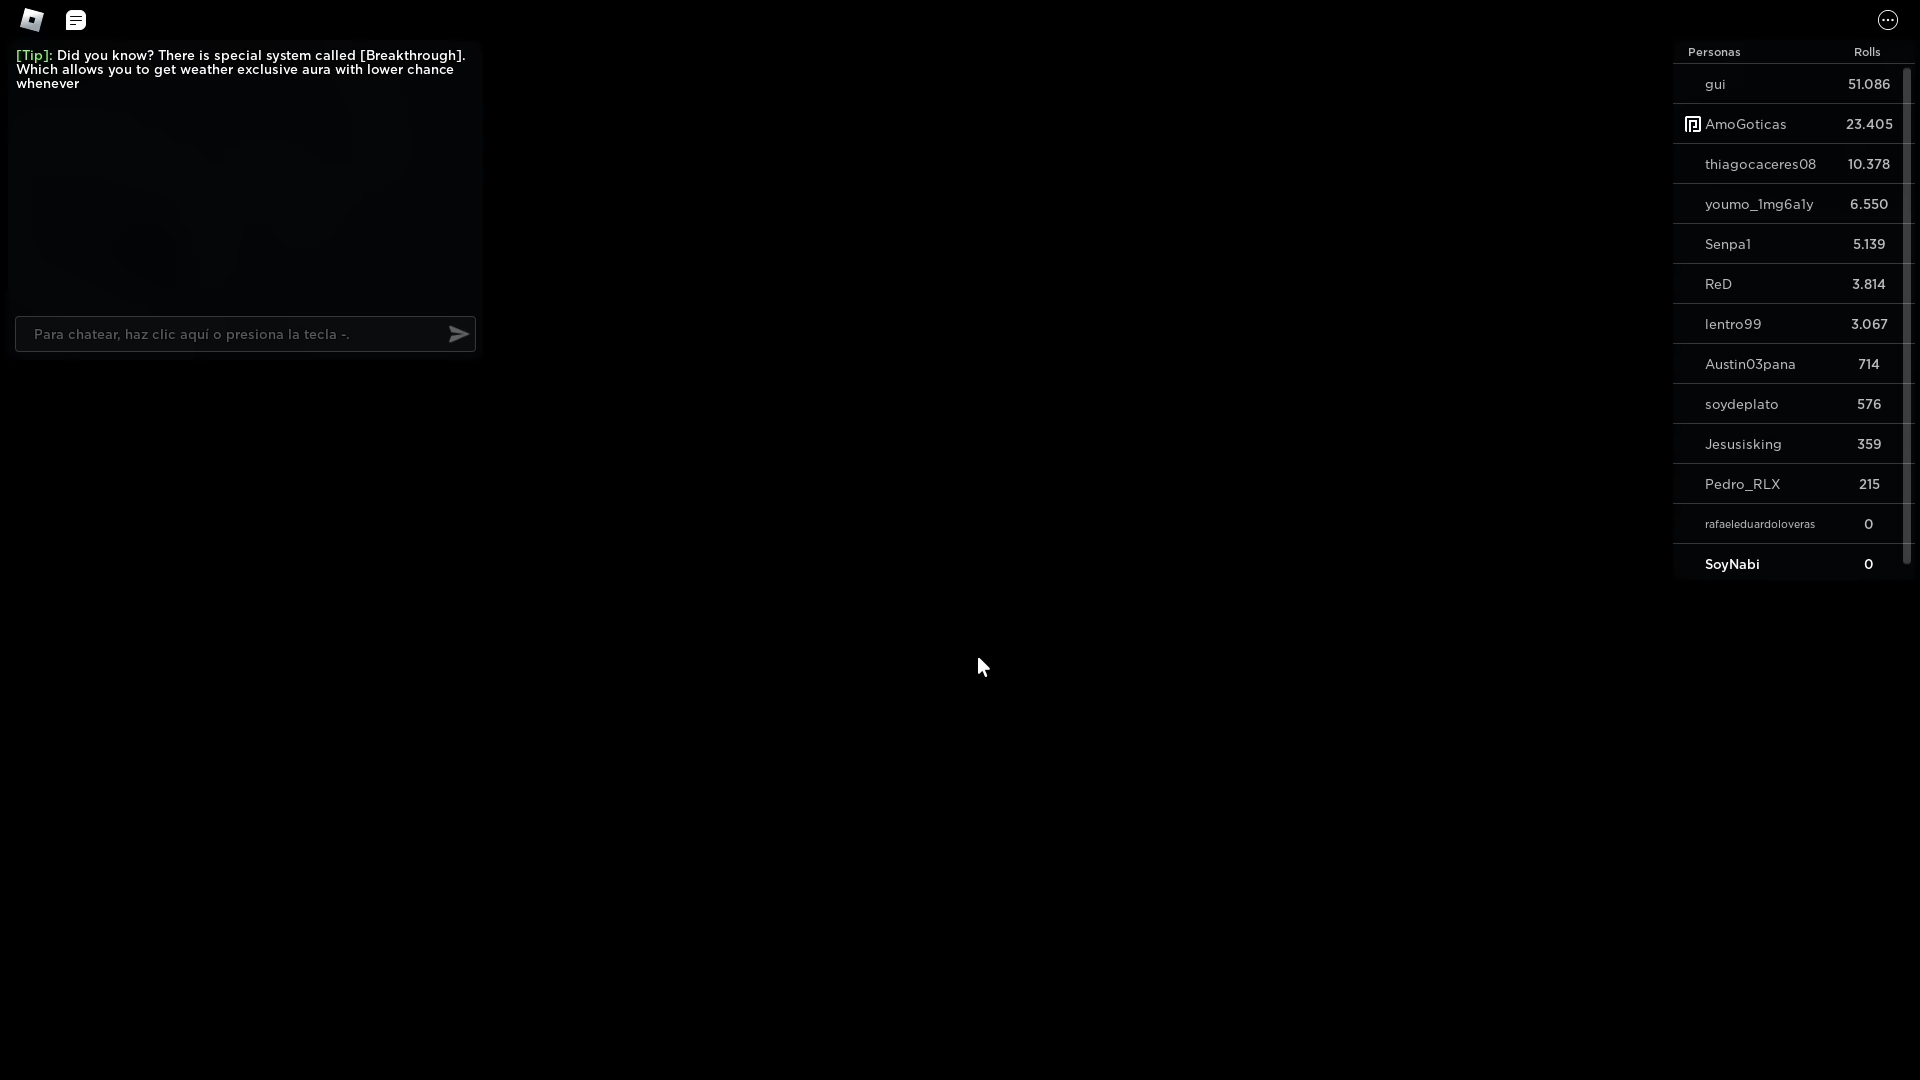 [Tip]: Did you know? There is special system called [Breakthrough].
Which allows you to get weather exclusive aura with lower chance
whenever
Para chatear, haz clic aquí o presiona la tecla -.
Personas Rolls
gui 51.086
AmoGoticas 23.405
thiagocaceres08 10.378
youmo_1mg6a1y 6.550
Senpa1 5.139
ReD 3.814
lentro99 3.067
Austin03pana 714
soydeplato 576
Jesusisking 359
Pedro_RLX 215
rafaeleduardoloveras 0
SoyNabi 0